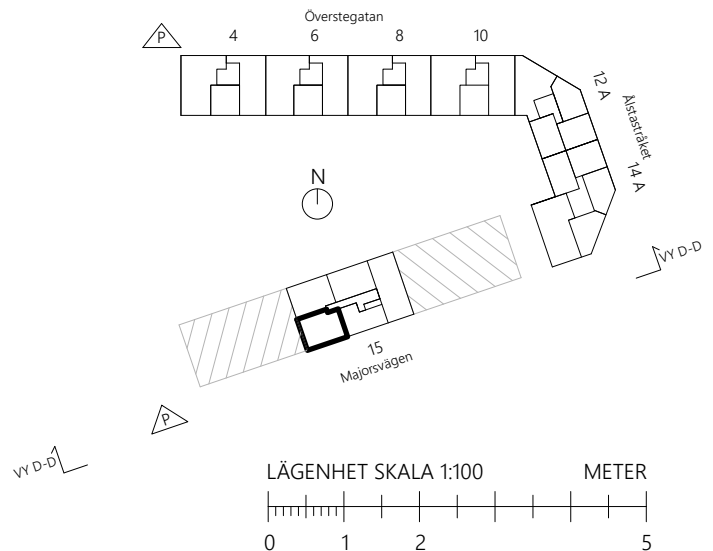 Överstegatan
P
4
6
8
10
12 A
Ålstastråket
14 A
N
VY D-D
15
Majorsvägen
P
VY D-D
LÄGENHET SKALA 1:100 METER
0 1 2 5